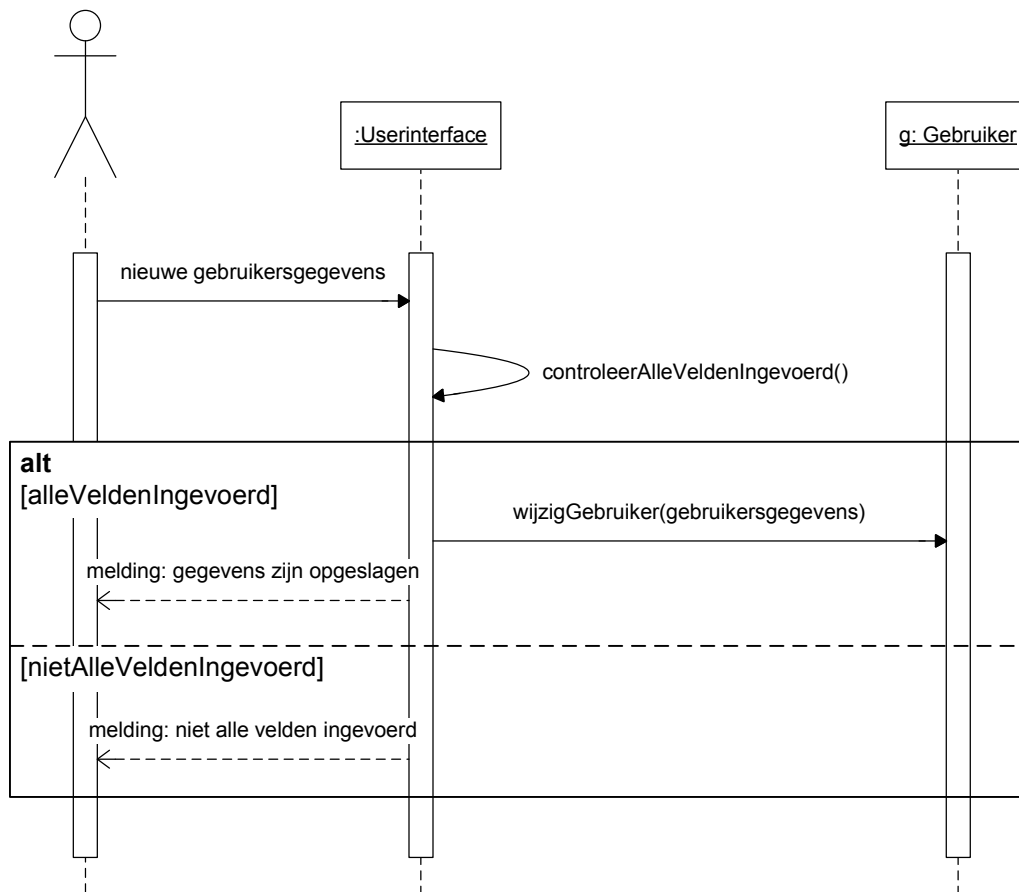 :Userinterface
g: Gebruiker
nieuwe gebruikersgegevens
controleerAlleVeldenIngevoerd()
alt
[alleVeldenIngevoerd]
wijzigGebruiker(gebruikersgegevens)
melding: gegevens zijn opgeslagen
[nietAlleVeldenIngevoerd]
melding: niet alle velden ingevoerd